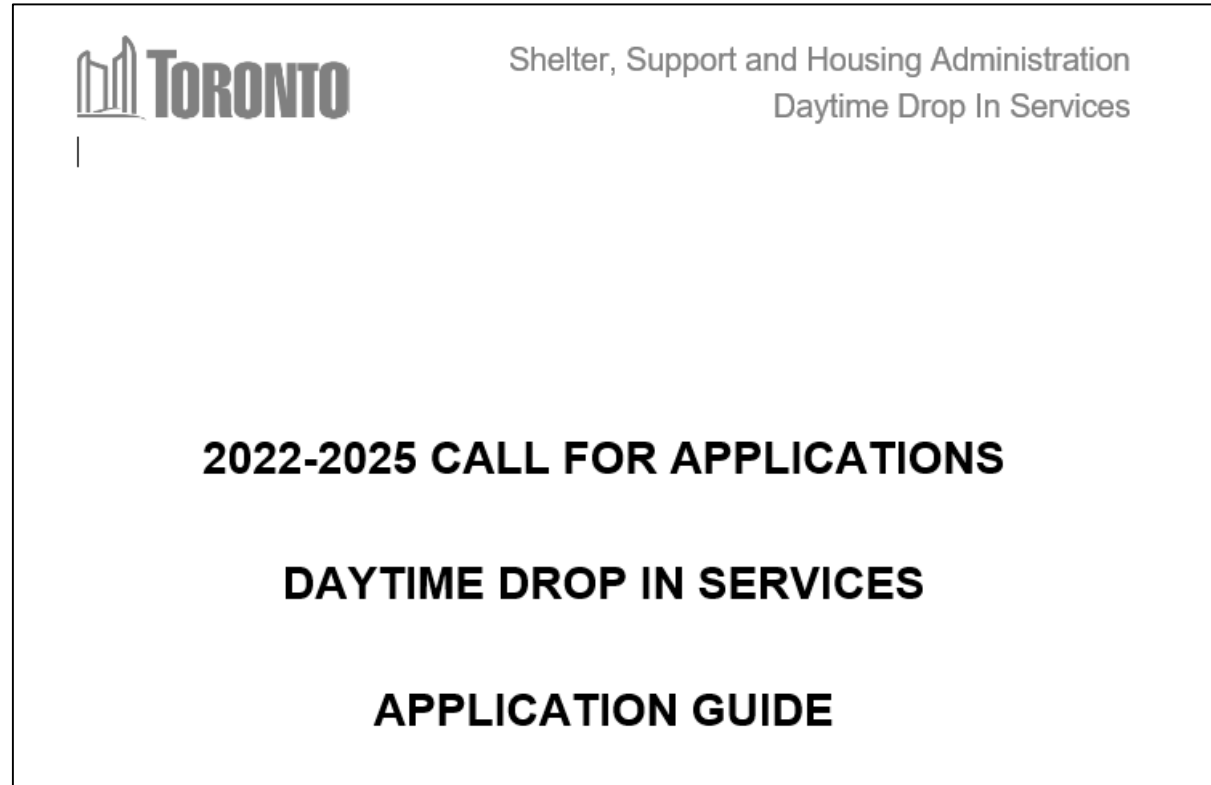 TORONTO
Shelter, Support and Housing Administration
Daytime Drop In Services
2022-2025 CALL FOR APPLICATIONS
DAYTIME DROP IN SERVICES
APPLICATION GUIDE